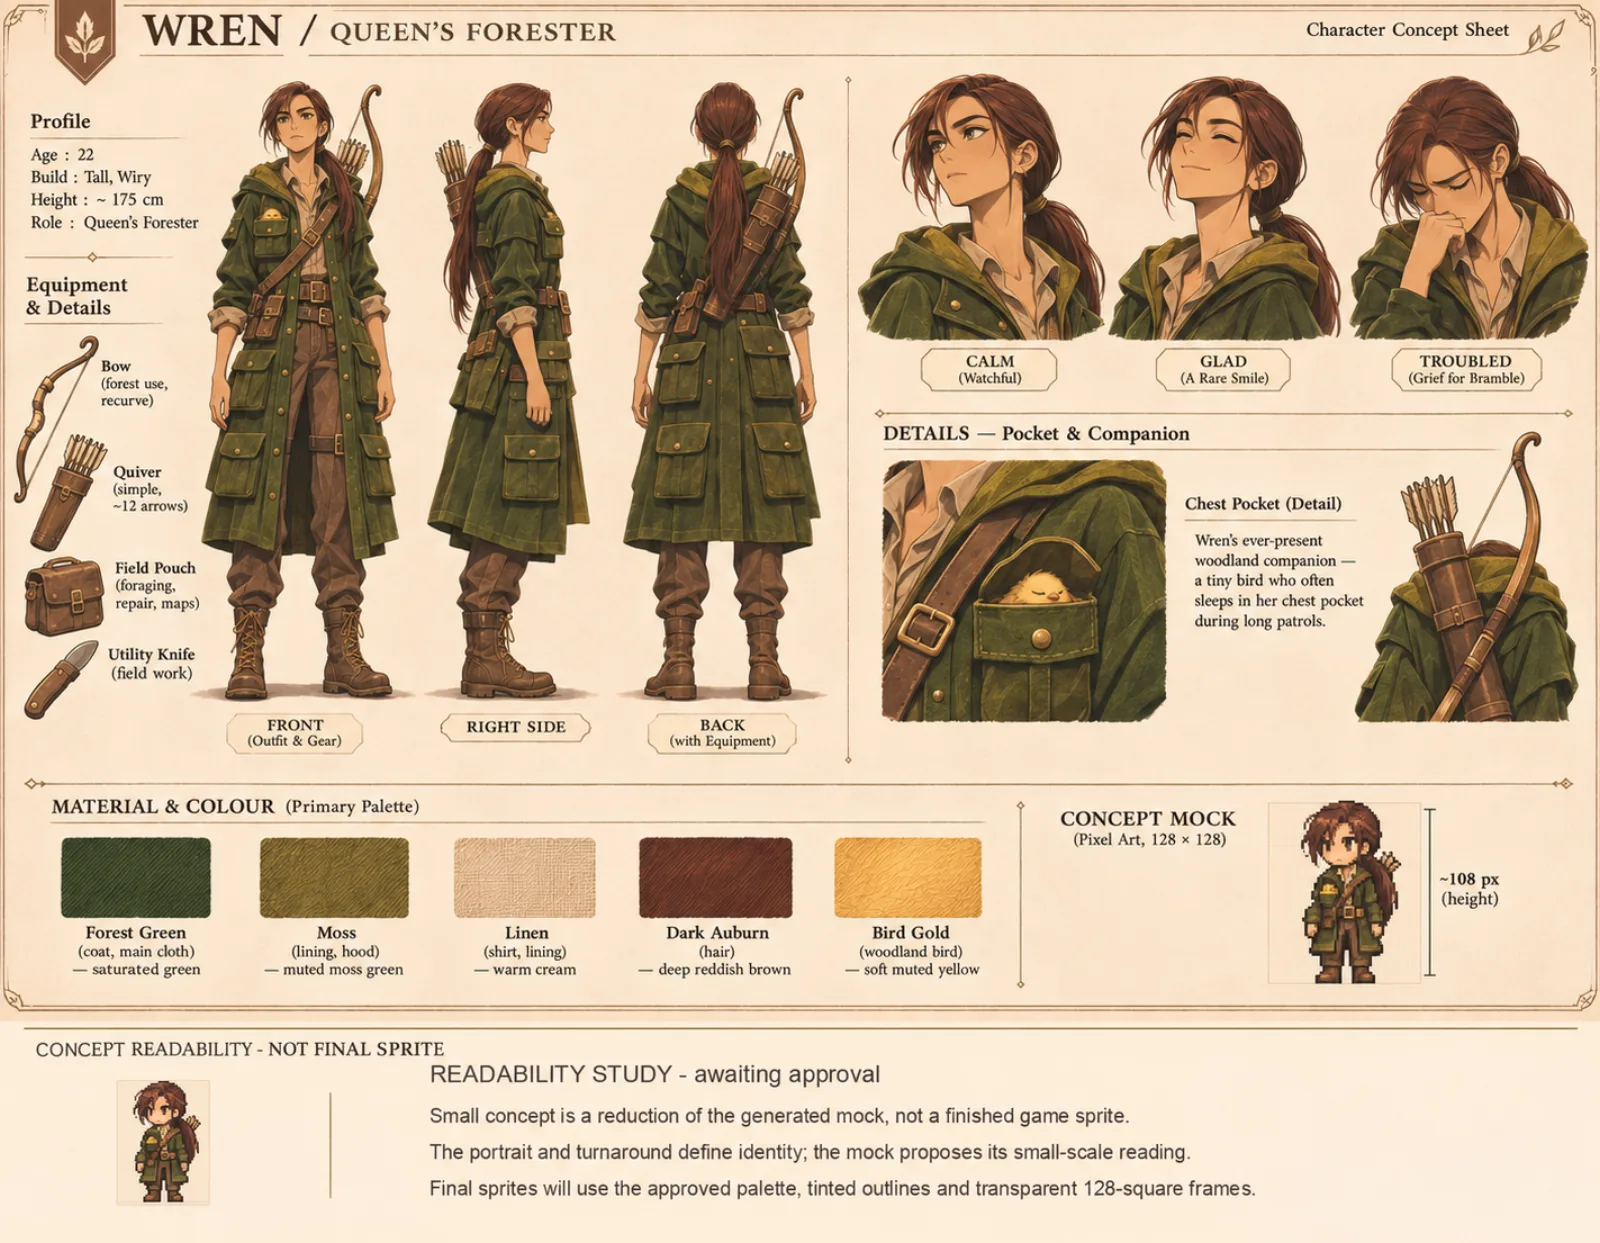 WREN / QUEEN'S FORESTER
Character Concept Sheet
Profile
Age : 22
Build : Tall, Wiry
Height : ~ 175 cm
Role : Queen's Forester
Equipment
& Details
Bow
(forest use,
recurve)
Quiver
(simple,
~12 arrows)
Field Pouch
(foraging,
repair, maps)
Utility Knife
(field work)
FRONT
(Outfit & Gear)
RIGHT SIDE
BACK
(with Equipment)
CALM
(Watchful)
GLAD
(A Rare Smile)
TROUBLED
(Grief for Bramble)
DETAILS — Pocket & Companion
Chest Pocket (Detail)
Wren's ever-present
woodland companion —
a tiny bird who often
sleeps in her chest pocket
during long patrols.
MATERIAL & COLOUR (Primary Palette)
Forest Green
(coat, main cloth)
— saturated green
Moss
(lining, hood)
— muted moss green
Linen
(shirt, lining)
— warm cream
Dark Auburn
(hair)
— deep reddish brown
Bird Gold
(woodland bird)
— soft muted yellow
CONCEPT MOCK
(Pixel Art, 128 × 128)
~108 px
(height)
CONCEPT READABILITY - NOT FINAL SPRITE
READABILITY STUDY - awaiting approval
Small concept is a reduction of the generated mock, not a finished game sprite.
The portrait and turnaround define identity; the mock proposes its small-scale reading.
Final sprites will use the approved palette, tinted outlines and transparent 128-square frames.